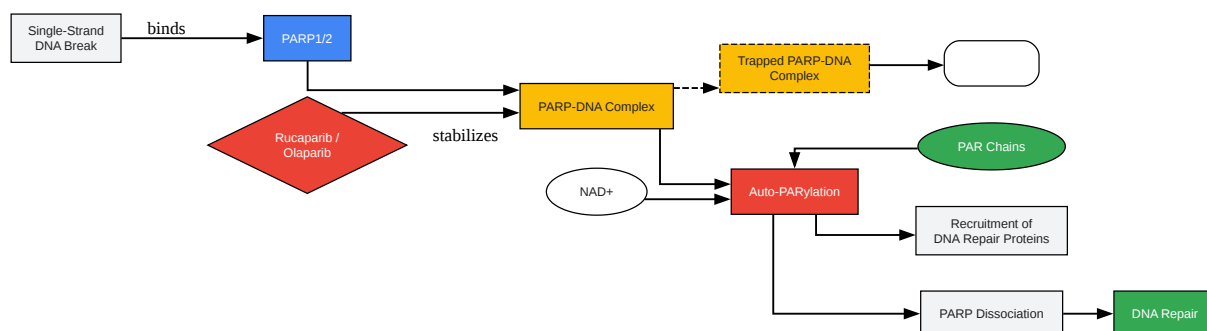 Single-Strand
DNA Break
binds
PARP1/2
Trapped PARP-DNA
Complex
PARP-DNA Complex
Rucaparib /
Olaparib
stabilizes
PAR Chains
NAD+
Auto-PARylation
Recruitment of
DNA Repair Proteins
PARP Dissociation
DNA Repair